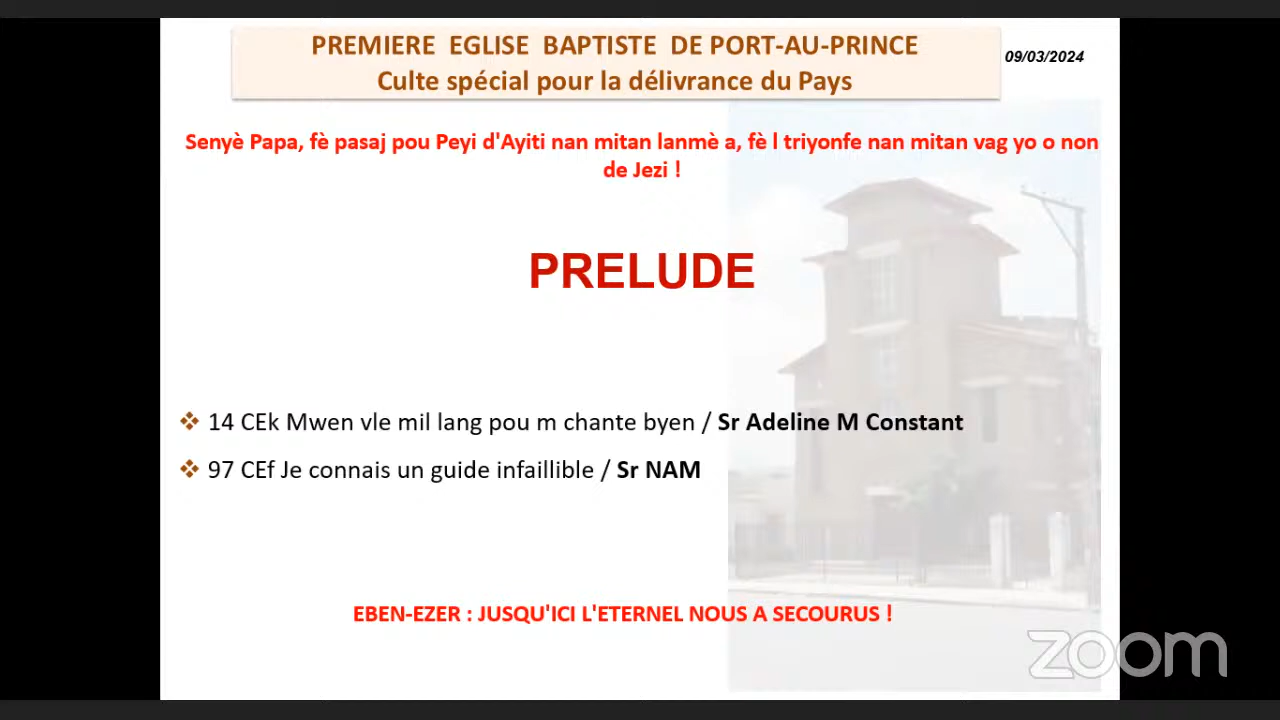 PREMIERE EGLISE BAPTISTE DE PORT-AU-PRINCE
Culte spécial pour la délivrance du Pays
09/03/2024
Senyè Papa, fè pasaj pou Peyi d'Ayiti nan mitan lanmè a, fè l triyonfe nan mitan vag yo o non
de Jezi !
PRELUDE
❖ 14 CEk Mwen vle mil lang pou m chante byen / Sr Adeline M Constant
❖ 97 CEf Je connais un guide infaillible / Sr NAM
EBEN-EZER : JUSQU'ICI L'ETERNEL NOUS A SECOURUS !
zoom